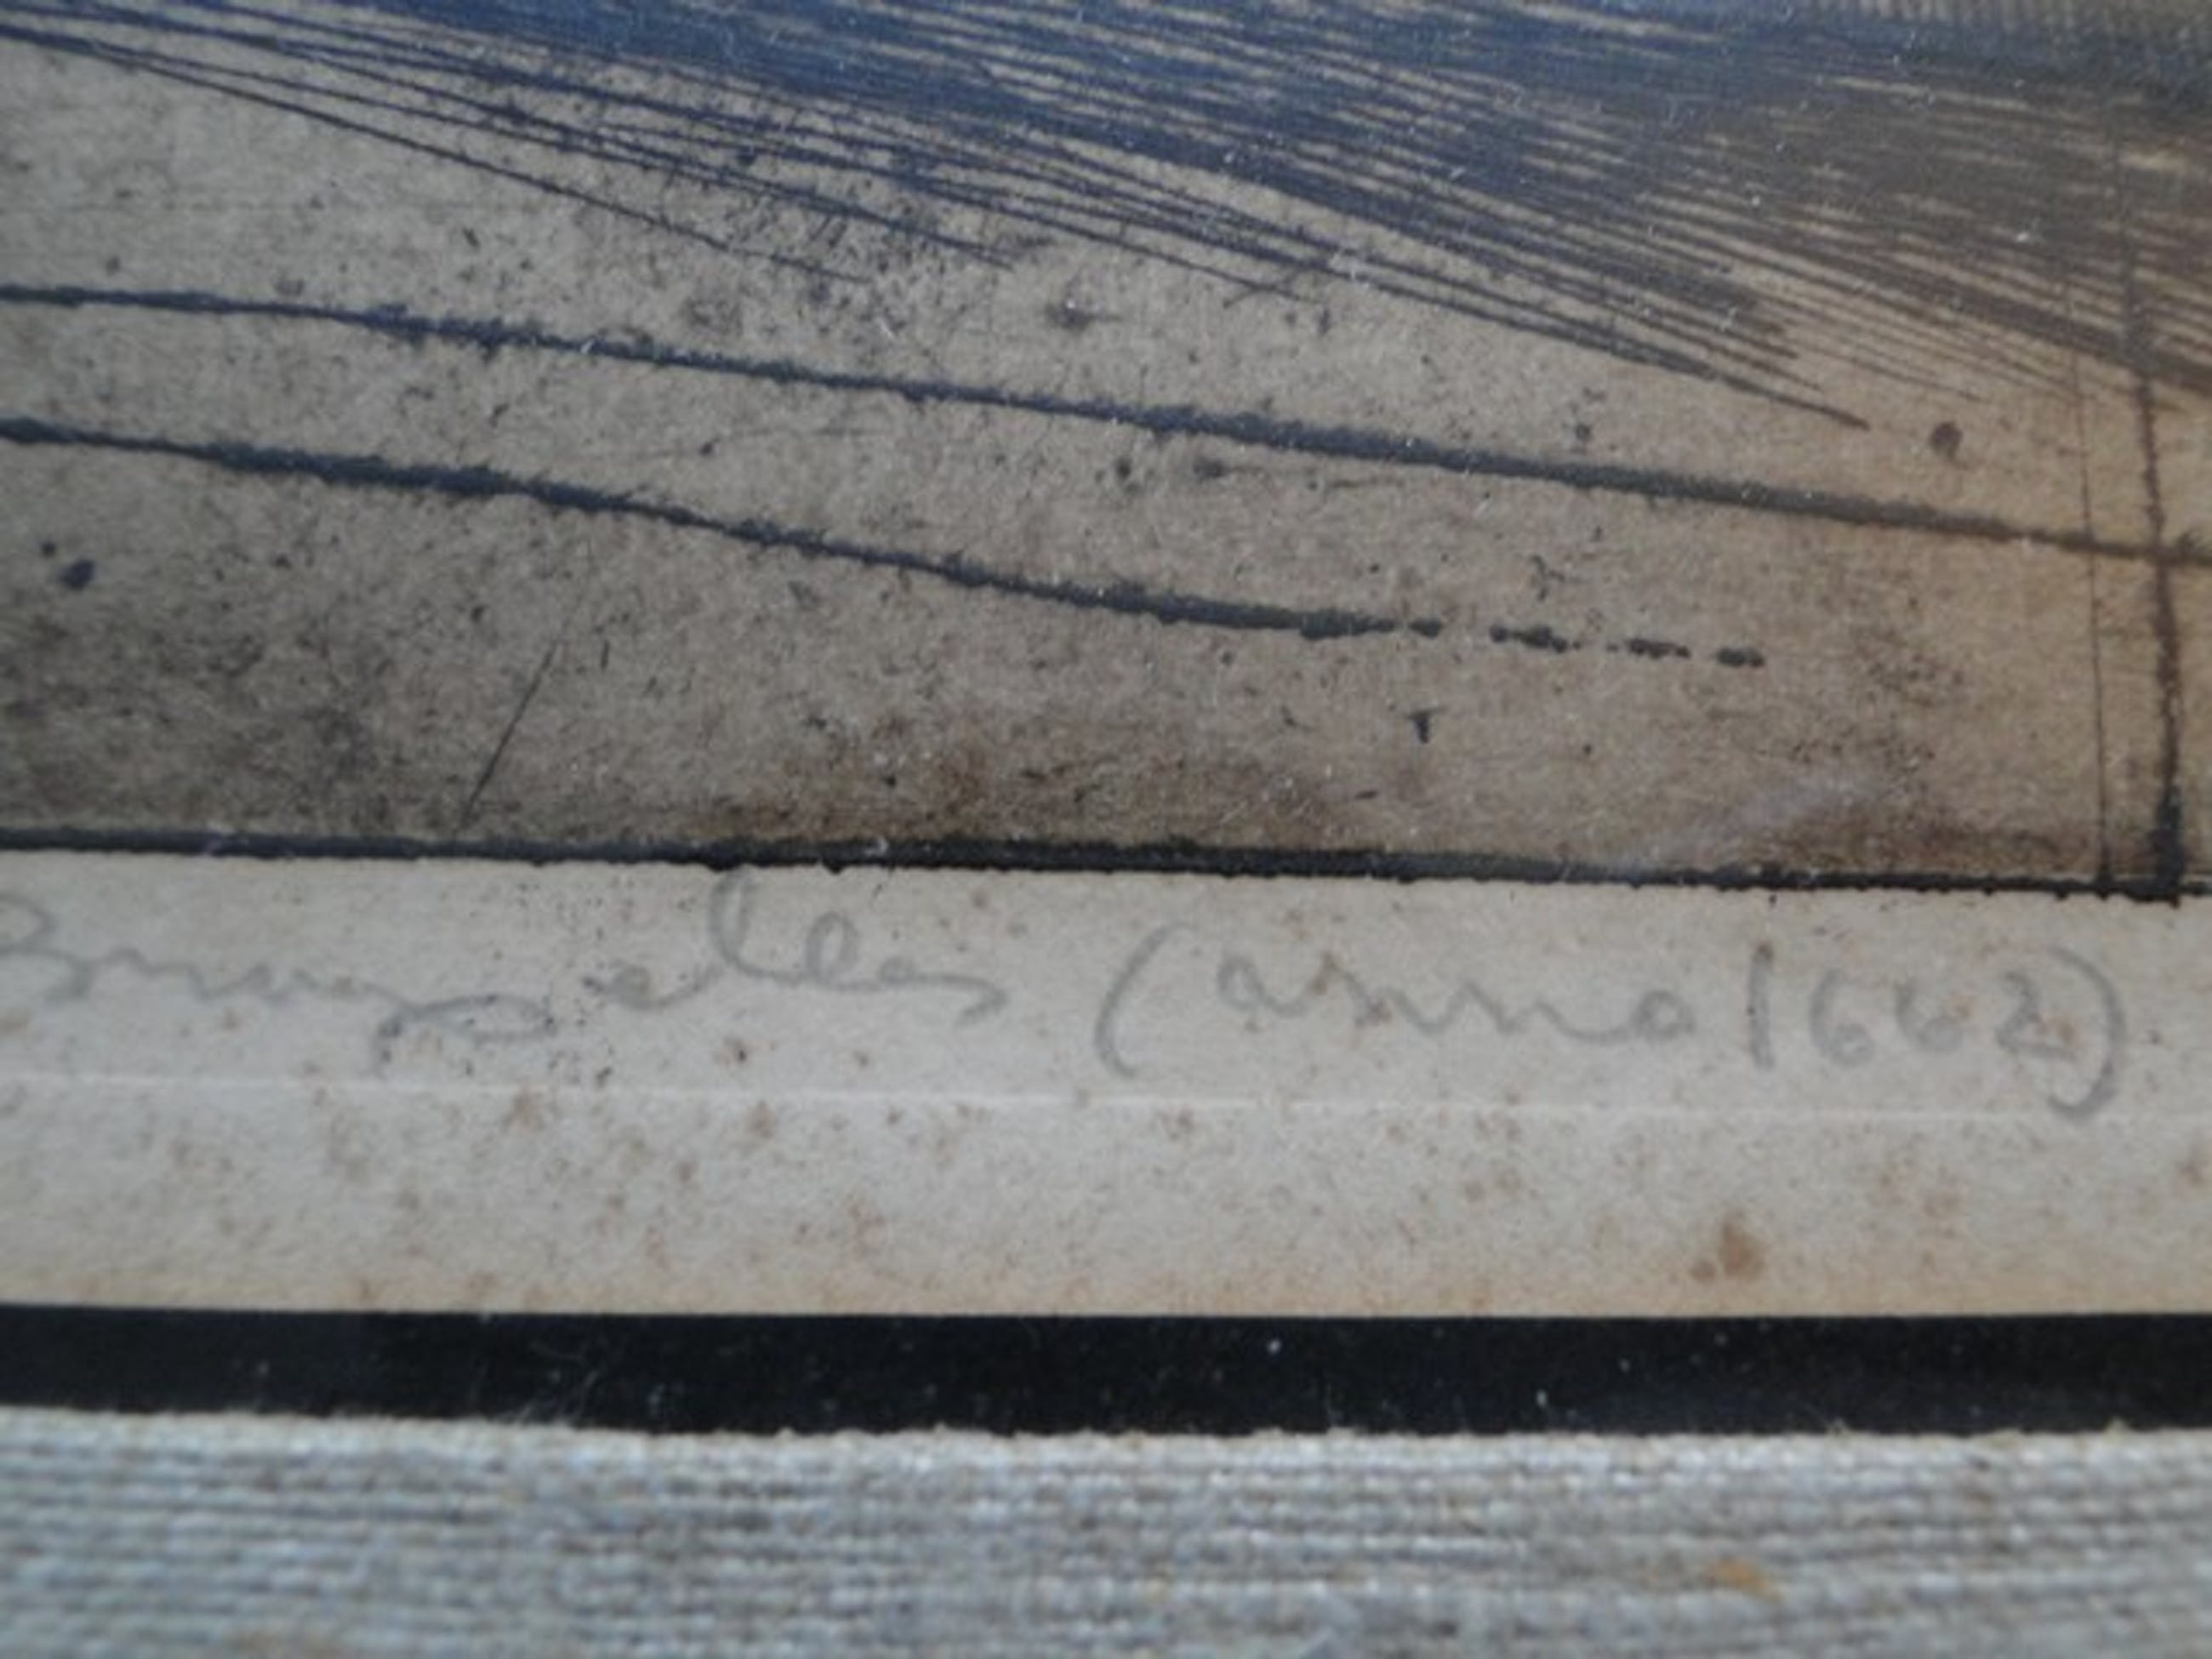 Bruxelles (anno 1662)